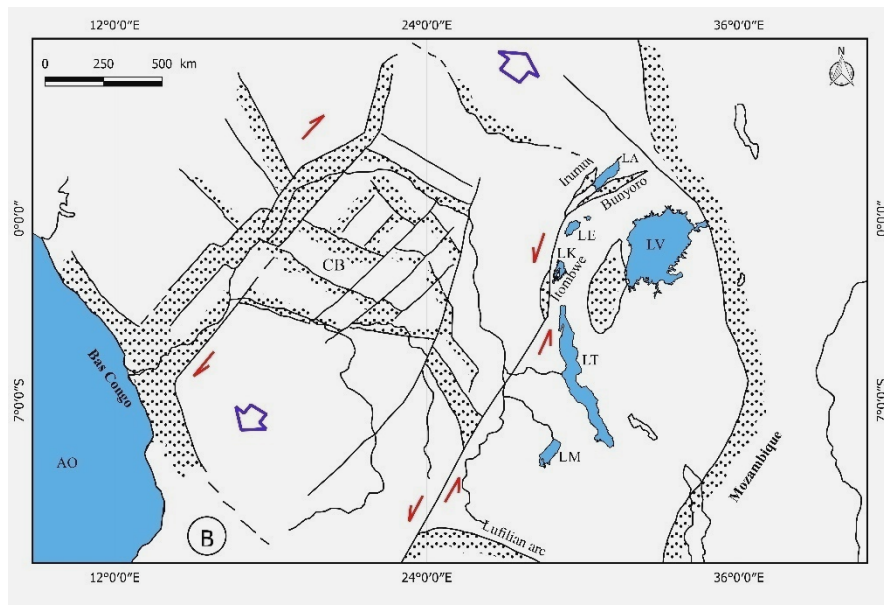 12°0'0"E
24°0'0"E
36°0'0"E
0
250
500 km
N
Irumu
LA
Bunyoro
0°0'0"
0°0'0"
LE
LV
CB
LK
Itombwe
LT
Bas Congo
7°0'0"S
7°0'0"S
AO
LM
Mozambique
B
Lufilian arc
12°0'0"E
24°0'0"E
36°0'0"E